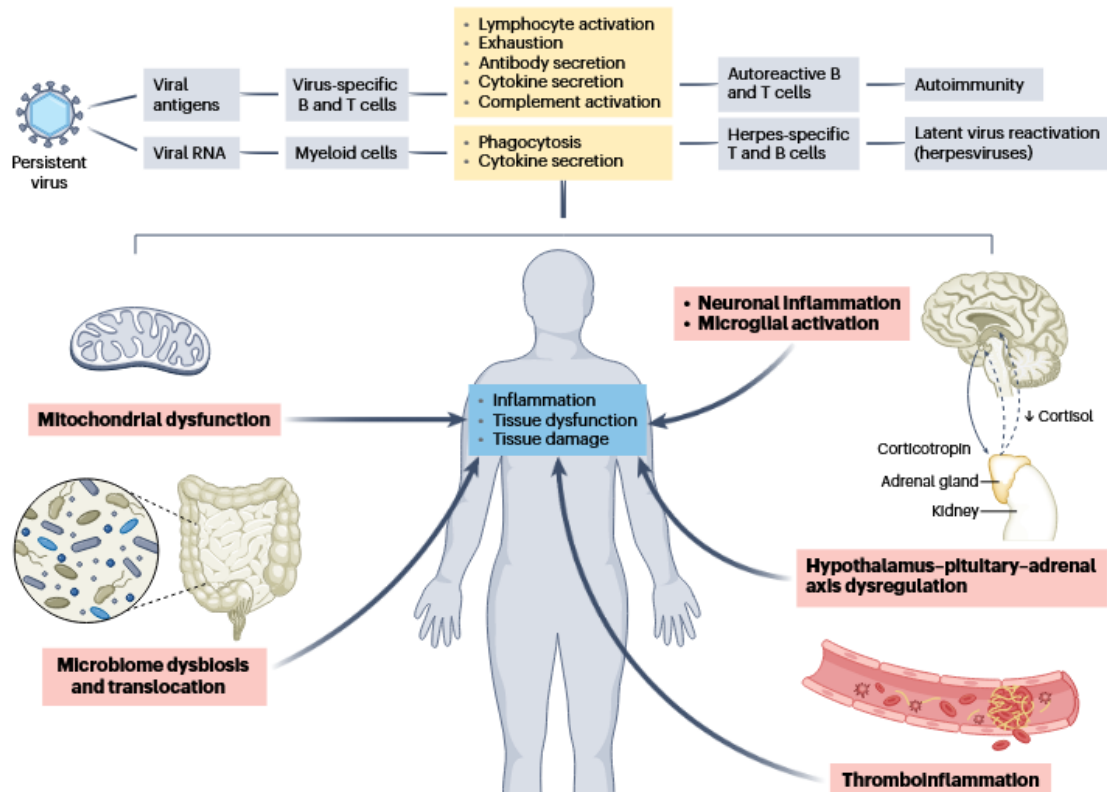 Persistent
virus
Viral
antigens
Virus-specific
B and T cells
• Lymphocyte activation
• Exhaustion
• Antibody secretion
• Cytokine secretion
• Complement activation
Autoreactive B
and T cells
Autoimmunity
Viral RNA
Myeloid cells
• Phagocytosis
• Cytokine secretion
Herpes-specific
T and B cells
Latent virus reactivation
(herpesviruses)
• Neuronal inflammation
• Microglial activation
Mitochondrial dysfunction
• Inflammation
• Tissue dysfunction
• Tissue damage
↓ Cortisol
Corticotropin
Adrenal gland
Kidney
Hypothalamus–pituitary–adrenal
axis dysregulation
Microbiome dysbiosis
and translocation
Thromboinflammation